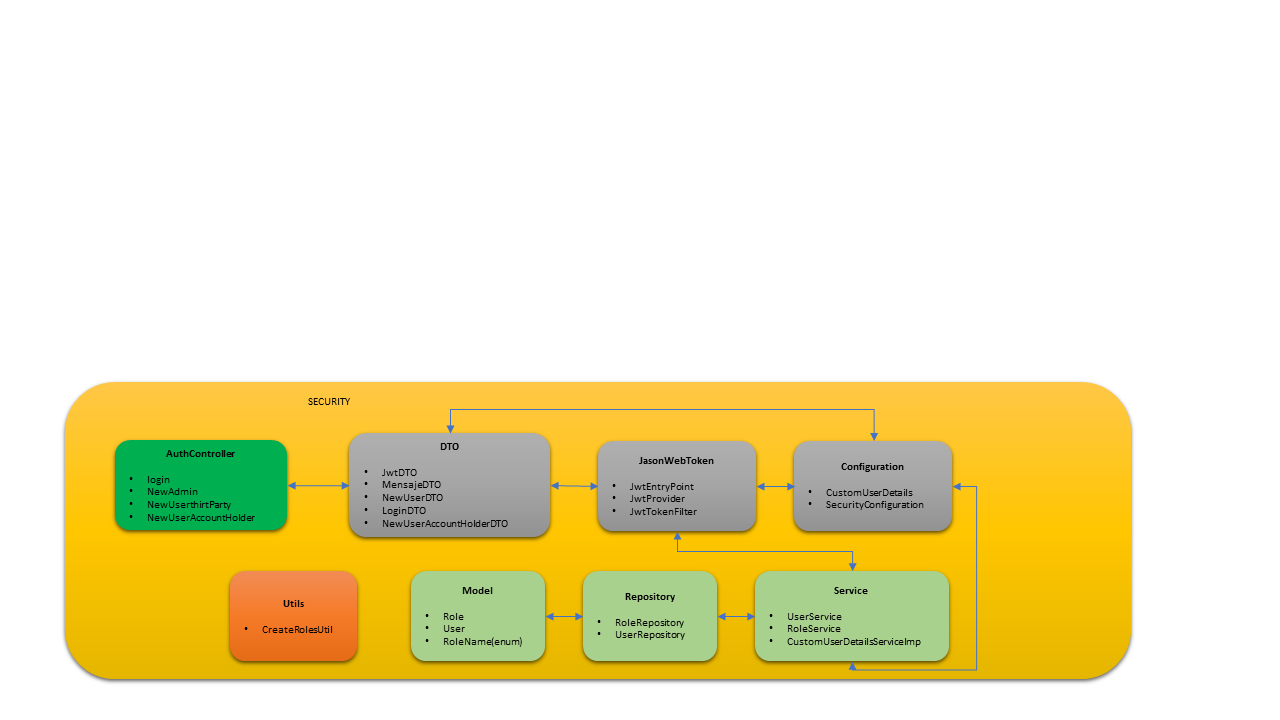 SECURITY
AuthController
• login
• NewAdmin
• NewUserthirtParty
• NewUserAccountHolder
DTO
• JwtDTO
• MensajeDTO
• NewUserDTO
• LoginDTO
• NewUserAccountHolderDTO
JasonWebToken
• JwtEntryPoint
• JwtProvider
• JwtTokenFilter
Configuration
• CustomUserDetails
• SecurityConfiguration
Utils
• CreateRolesUtil
Model
• Role
• User
• RoleName(enum)
Repository
• RoleRepository
• UserRepository
Service
• UserService
• RoleService
• CustomUserDetailsServiceImp